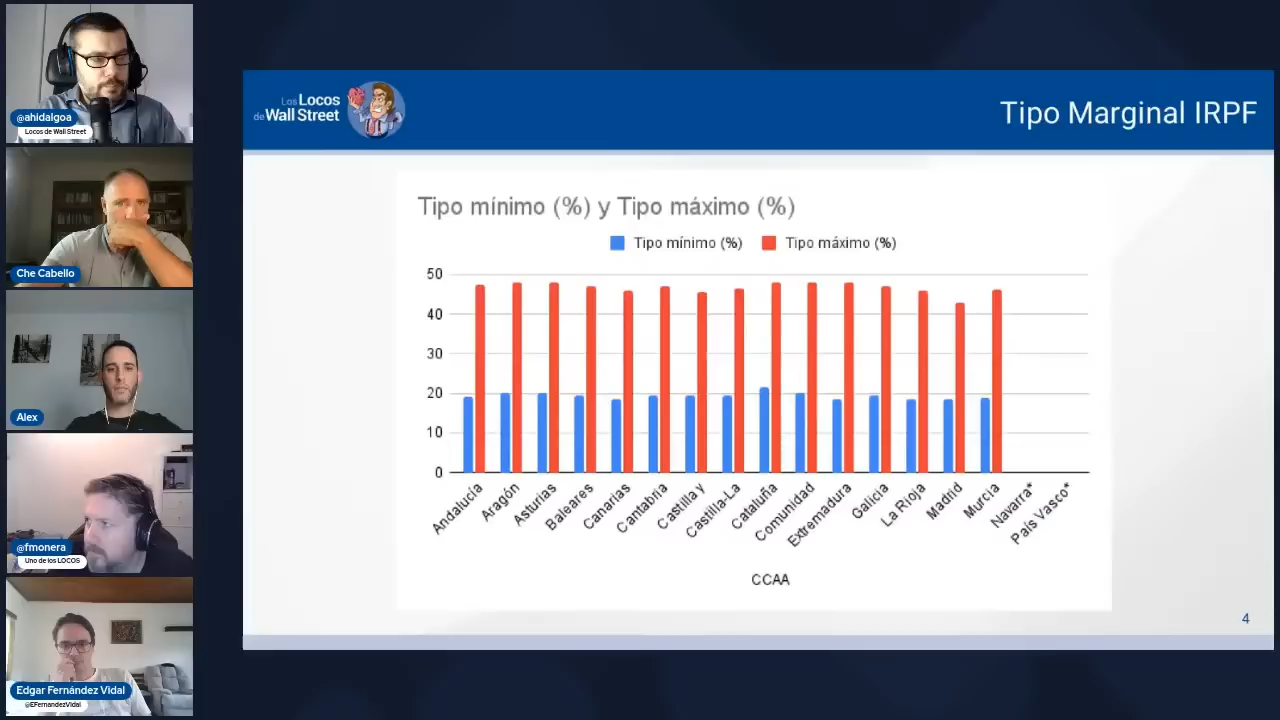 @ahidalgoa
Locos de Wall Street
Che Cabello
Alex
@fmonera
Uno de los LOCOS
Edgar Fernández Vidal
@EFernandezVidal
Los Locos
de Wall Street
Tipo Marginal IRPF
Tipo mínimo (%) y Tipo máximo (%)
Tipo mínimo (%)
Tipo máximo (%)
50
40
30
20
10
0
Andalucía
Aragón
Asturias
Baleares
Canarias
Cantabria
Castilla y
Castilla-La
Cataluña
Comunidad
Extremadura
Galicia
La Rioja
Madrid
Murcia
Navarra*
País Vasco*
CCAA
4